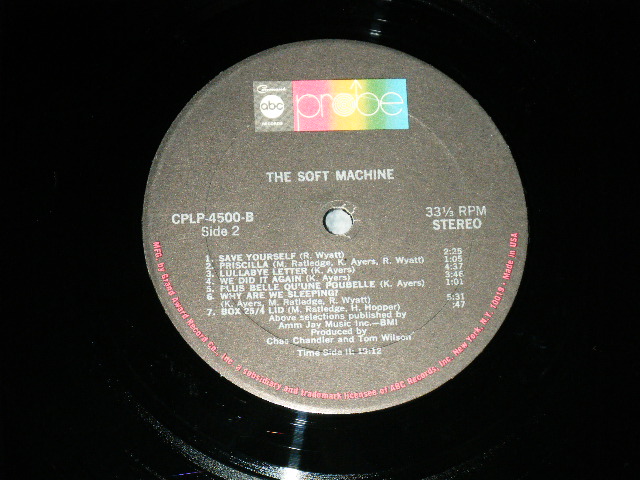 Command
abc
RECORDS
probe
THE SOFT MACHINE
CPLP-4500-B
Side 2
33⅓ RPM
STEREO
1. SAVE YOURSELF (R. Wyatt) 2:25
2. PRISCILLA (M. Ratledge, K. Ayers, R. Wyatt) 1:05
3. LULLABYE LETTER (K. Ayers) 4:37
4. WE DID IT AGAIN (K. Ayers) 3:46
5. PLUS BELLE QU'UNE POUBELLE (K. Ayers) 1:01
6. WHY ARE WE SLEEPING?
(K. Ayers, M. Ratledge, R. Wyatt) 5:31
7. BOX 25/4 LID (M. Ratledge, H. Hopper) :47
Above selections published by
Amm Jay Music Inc.—BMI
Produced by
Chas Chandler and Tom Wilson
Time Side II: 19:12
Mfg. by Grand Award Record Co., Inc. a subsidiary and trademark licensee of ABC Records, Inc. New York, N.Y. 10019 - Made in USA